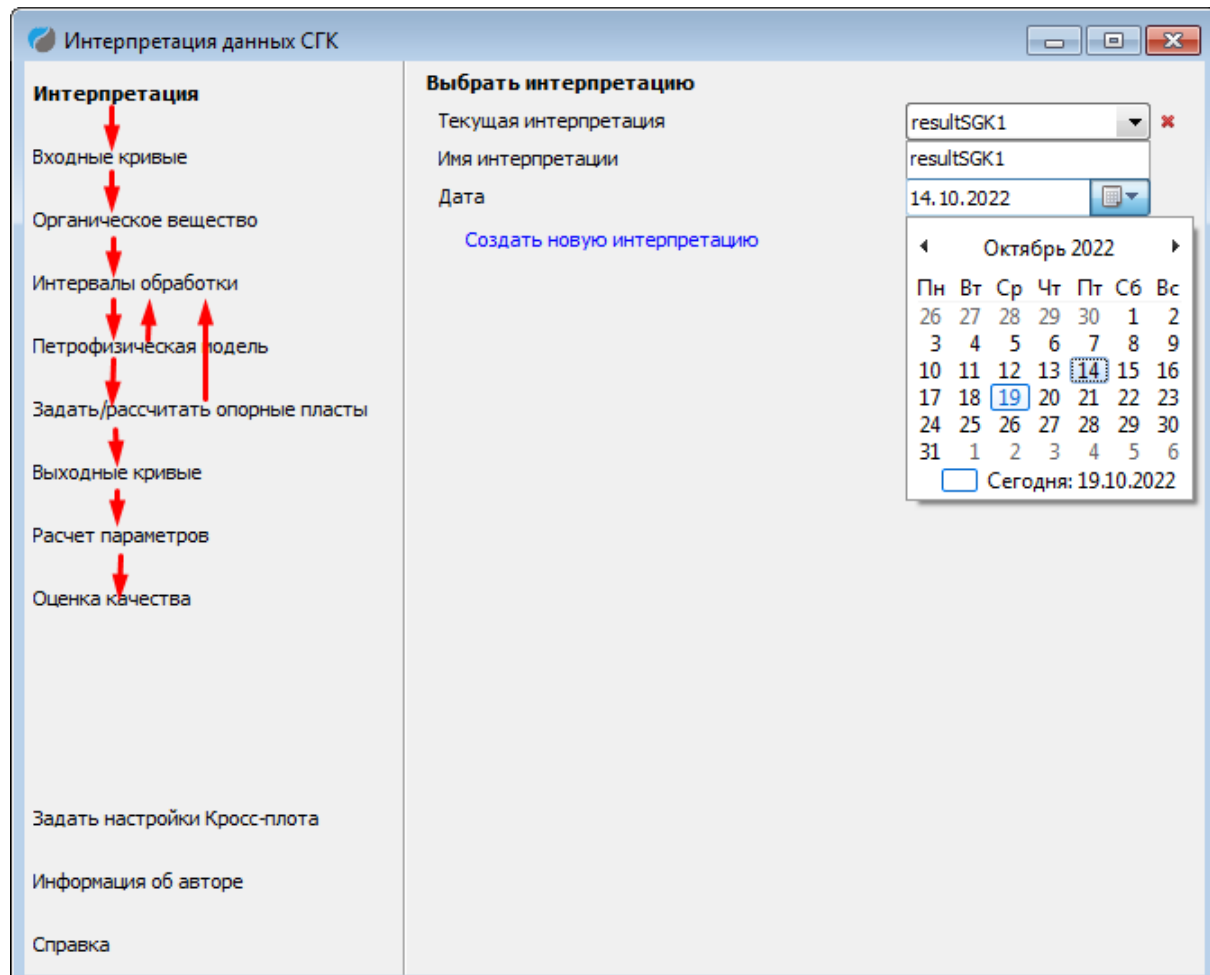 Интерпретация данных СГК
Интерпретация
Входные кривые
Органическое вещество
Интервалы обработки
Петрофизическая модель
Задать/рассчитать опорные пласты
Выходные кривые
Расчет параметров
Оценка качества
Задать настройки Кросс-плота
Информация об авторе
Справка
Выбрать интерпретацию
Текущая интерпретация resultSGK1
Имя интерпретации resultSGK1
Дата 14.10.2022
Создать новую интерпретацию
Октябрь 2022
Пн Вт Ср Чт Пт Сб Вс
26 27 28 29 30 1 2
3 4 5 6 7 8 9
10 11 12 13 14 15 16
17 18 19 20 21 22 23
24 25 26 27 28 29 30
31 1 2 3 4 5 6
Сегодня: 19.10.2022